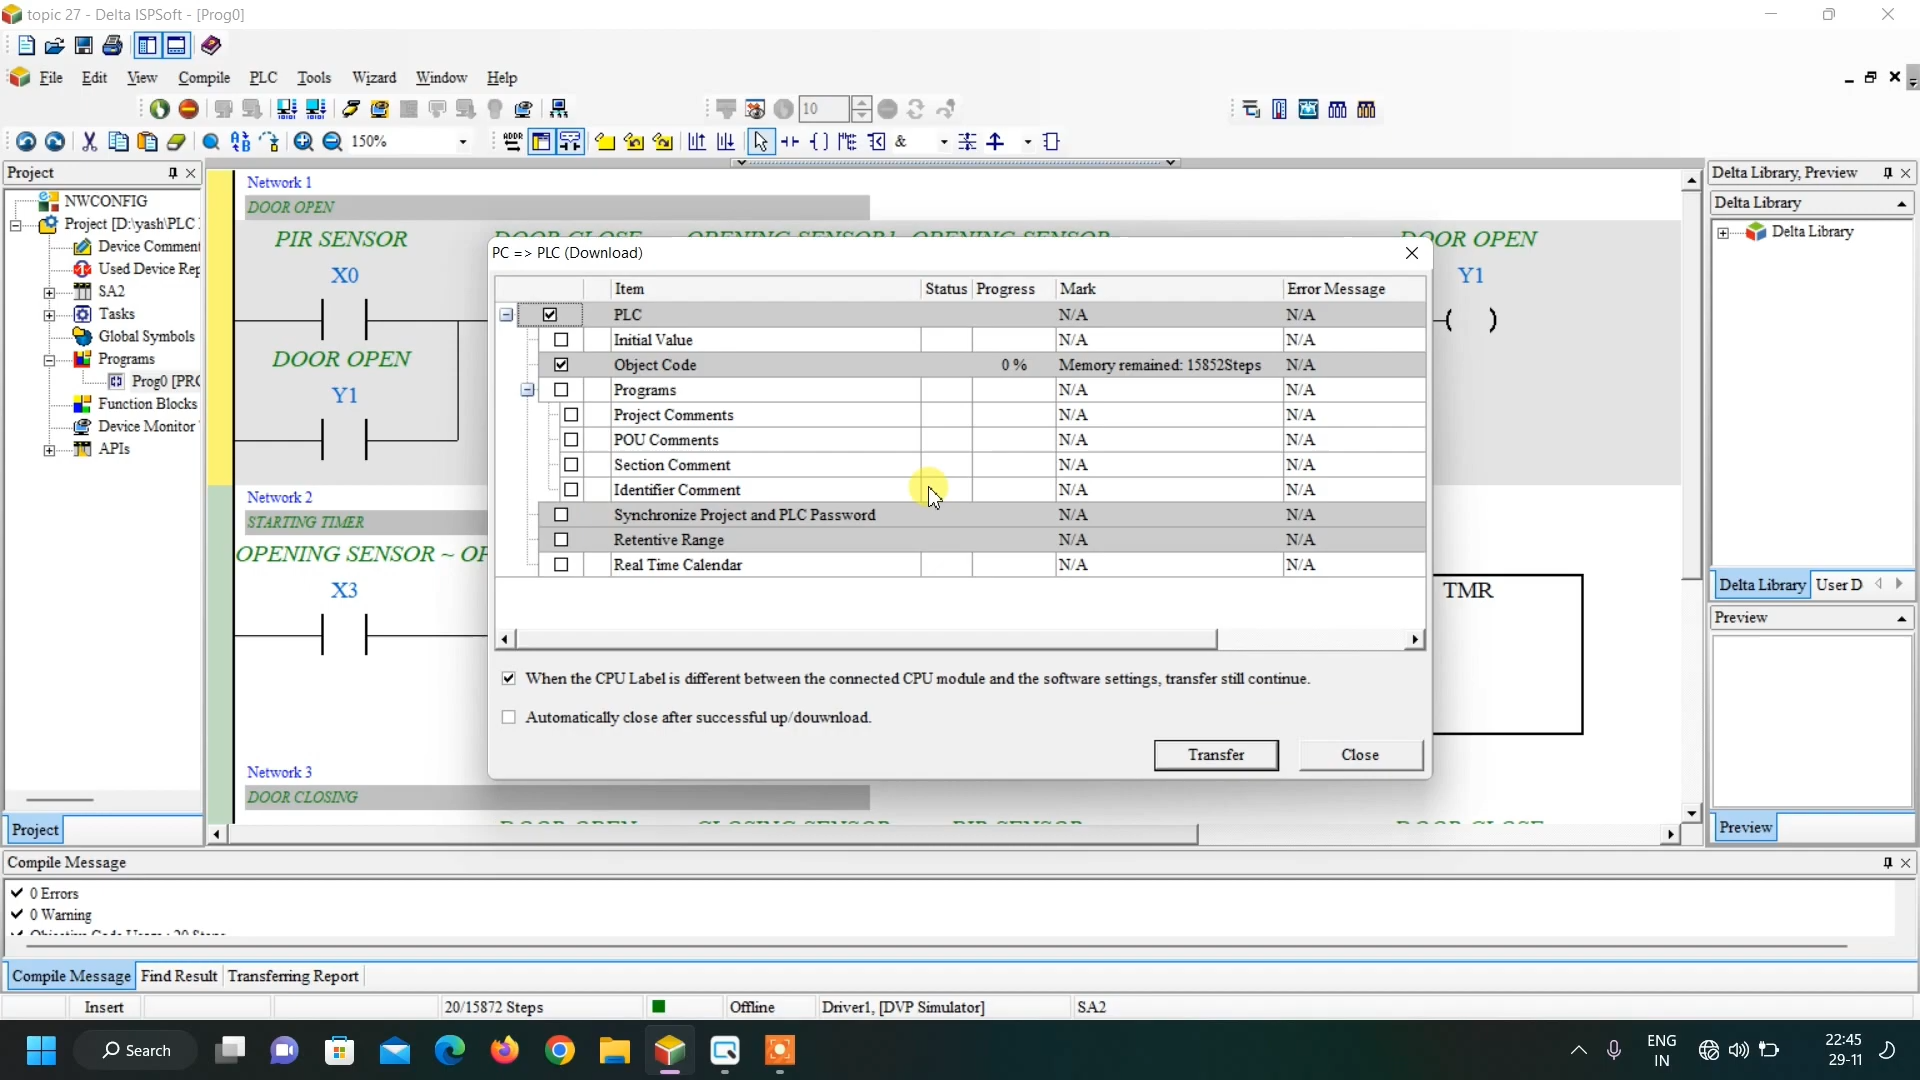 topic 27 - Delta ISPSoft - [Prog0]
File Edit View Compile PLC Tools Wizard Window Help
10
150%
ADDR
&
Project
NWCONFIG
Project [D:\yash\PLC
Device Comment
Used Device Rep
SA2
Tasks
Global Symbols
Programs
Prog0 [PRG
Function Blocks
Device Monitor
APIs
Project
Network 1
DOOR OPEN
PIR SENSOR
X0
DOOR OPEN
Y1
DOOR OPEN
Y1
Network 2
STARTING TIMER
OPENING SENSOR ~ OP
X3
TMR
Network 3
DOOR CLOSING
PC => PLC (Download)
Item Status Progress Mark Error Message
PLC N/A N/A
Initial Value N/A N/A
Object Code 0 % Memory remained: 15852Steps N/A
Programs N/A N/A
Project Comments N/A N/A
POU Comments N/A N/A
Section Comment N/A N/A
Identifier Comment N/A N/A
Synchronize Project and PLC Password N/A N/A
Retentive Range N/A N/A
Real Time Calendar N/A N/A
When the CPU Label is different between the connected CPU module and the software settings, transfer still continue.
Automatically close after successful up/douwnload.
Transfer Close
Delta Library, Preview
Delta Library
Delta Library
Delta Library User D
Preview
Preview
Compile Message
0 Errors
0 Warning
Compile Message Find Result Transferring Report
Insert 20/15872 Steps Offline Driver1, [DVP Simulator] SA2
Search
ENG
IN
22:45
29-11